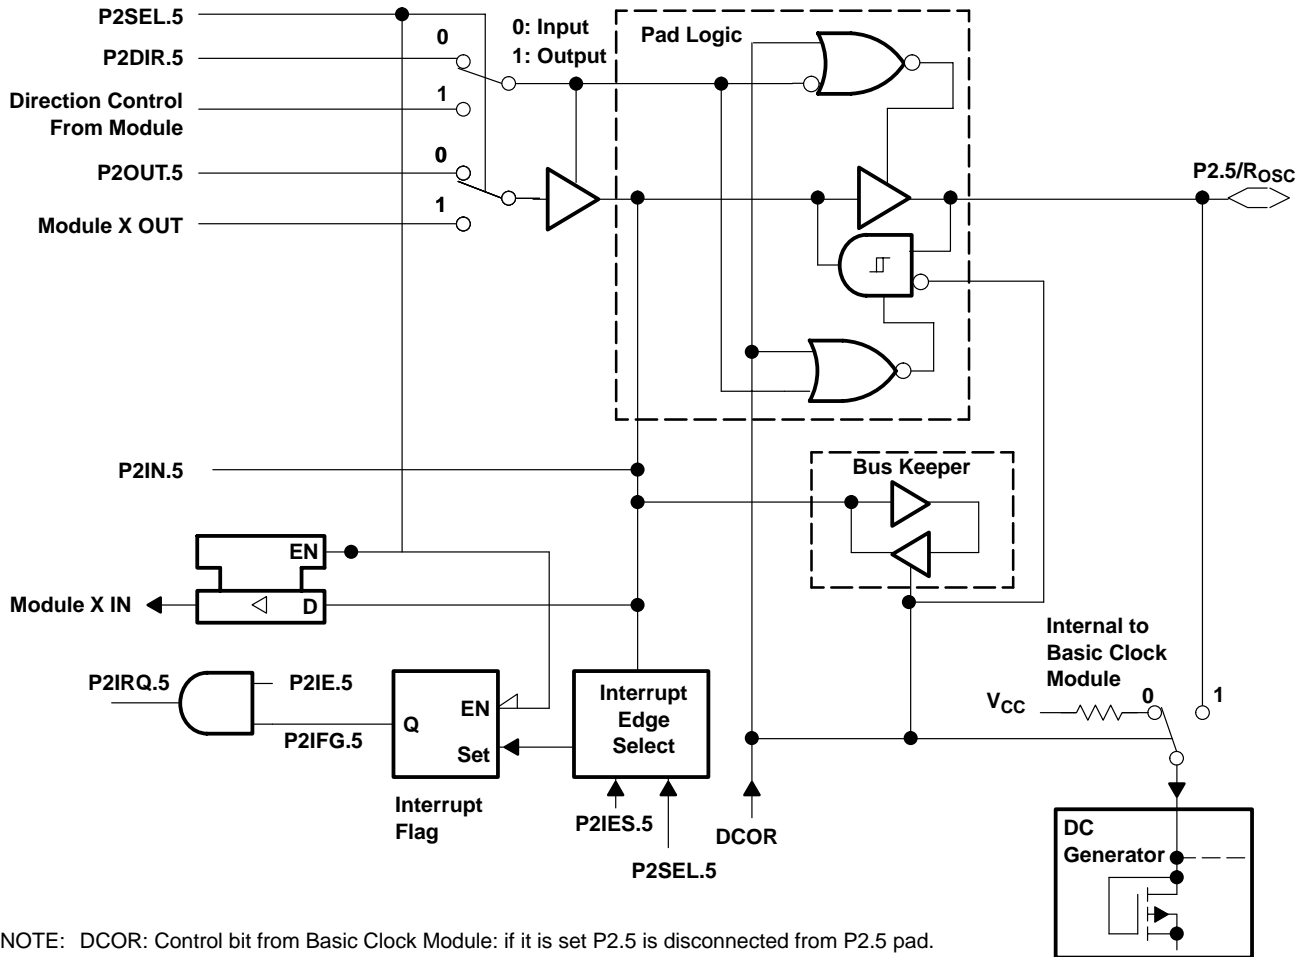 P2SEL.5
0
0: Input
1: Output
Pad Logic
P2DIR.5
Direction Control
From Module
1
0
P2OUT.5
1
Module X OUT
P2.5/ROSC
P2IN.5
Bus Keeper
EN
D
Module X IN
P2IRQ.5
P2IE.5
P2IFG.5
Q
EN
Set
Interrupt
Flag
Interrupt
Edge
Select
P2IES.5
P2SEL.5
DCOR
Internal to
Basic Clock
Module
VCC
0
1
DC
Generator
NOTE: DCOR: Control bit from Basic Clock Module: if it is set P2.5 is disconnected from P2.5 pad.